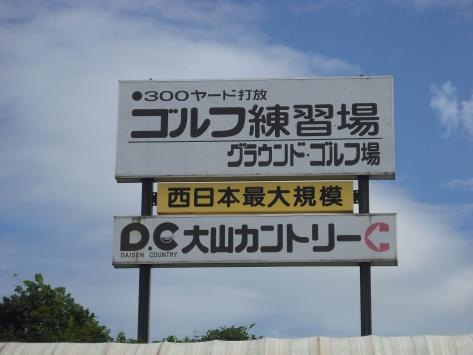 ●300ヤード打放
ゴルフ練習場
グラウンド・ゴルフ場
西日本最大規模
D.C 大山カントリー
DAISEN COUNTRY